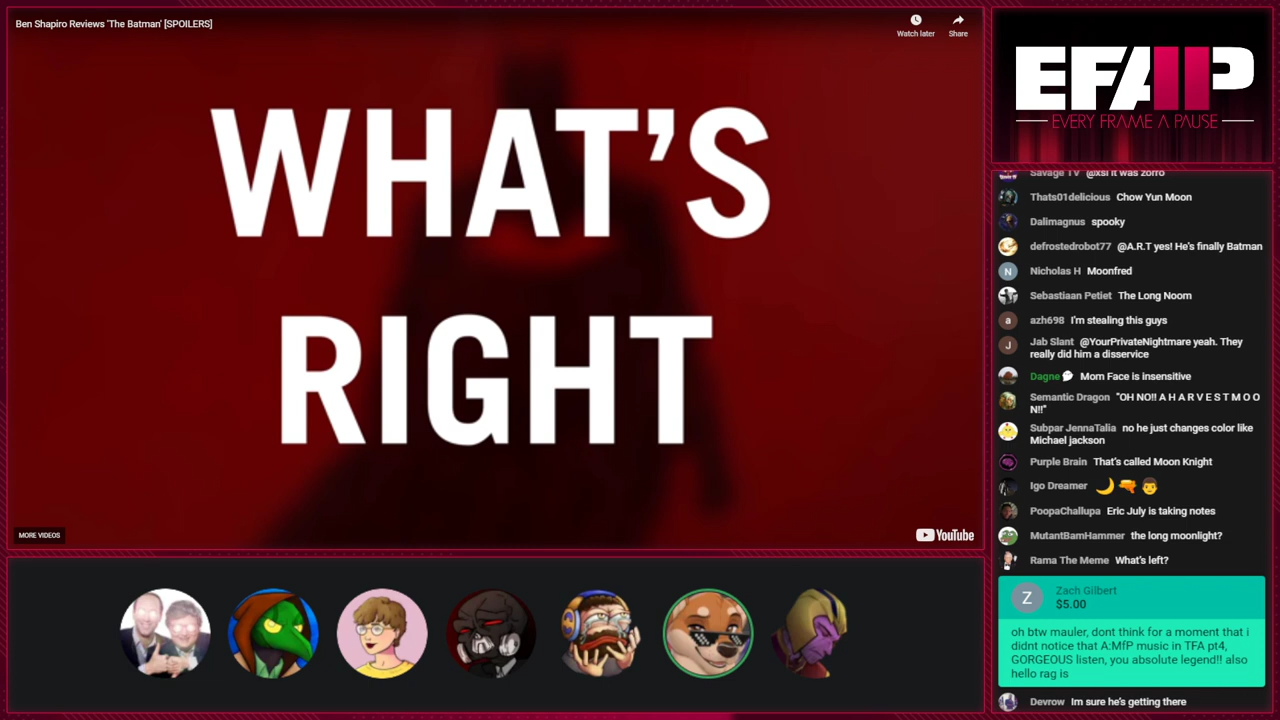 Ben Shapiro Reviews 'The Batman' [SPOILERS]
Watch later
Share
WHAT'S
RIGHT
MORE VIDEOS
YouTube
EFAP
EVERY FRAME A PAUSE
Savage TV @xsi it was zorro
Thats01delicious Chow Yun Moon
Dalimagnus spooky
defrostedrobot77 @A.R.T yes! He's finally Batman
N
Nicholas H Moonfred
Sebastiaan Petiet The Long Noom
a
azh698 I'm stealing this guys
J
Jab Slant @YourPrivateNightmare yeah. They
really did him a disservice
Dagne Mom Face is insensitive
Semantic Dragon "OH NO!! A H A R V E S T M O O
N!!"
Subpar JennaTalia no he just changes color like
Michael jackson
Purple Brain That's called Moon Knight
Igo Dreamer
PoopaChallupa Eric July is taking notes
MutantBamHammer the long moonlight?
Rama The Meme What's left?
Z
Zach Gilbert
$5.00
oh btw mauler, dont think for a moment that i
didnt notice that A:MfP music in TFA pt4,
GORGEOUS listen, you absolute legend!! also
hello rag is
Devrow Im sure he's getting there